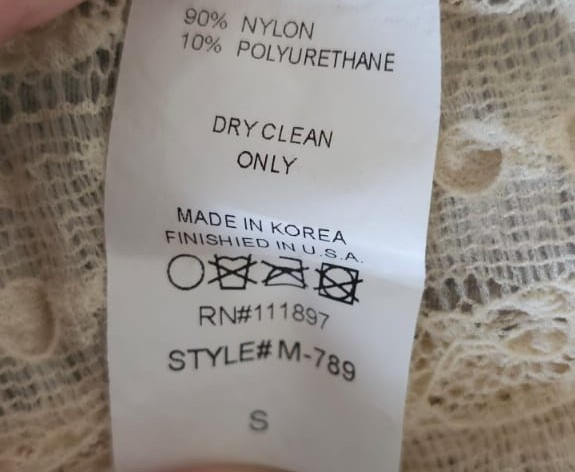 90% NYLON
10% POLYURETHANE
DRY CLEAN
ONLY
MADE IN KOREA
FINISHIED IN U.S.A.
RN#111897
STYLE# M-789
S